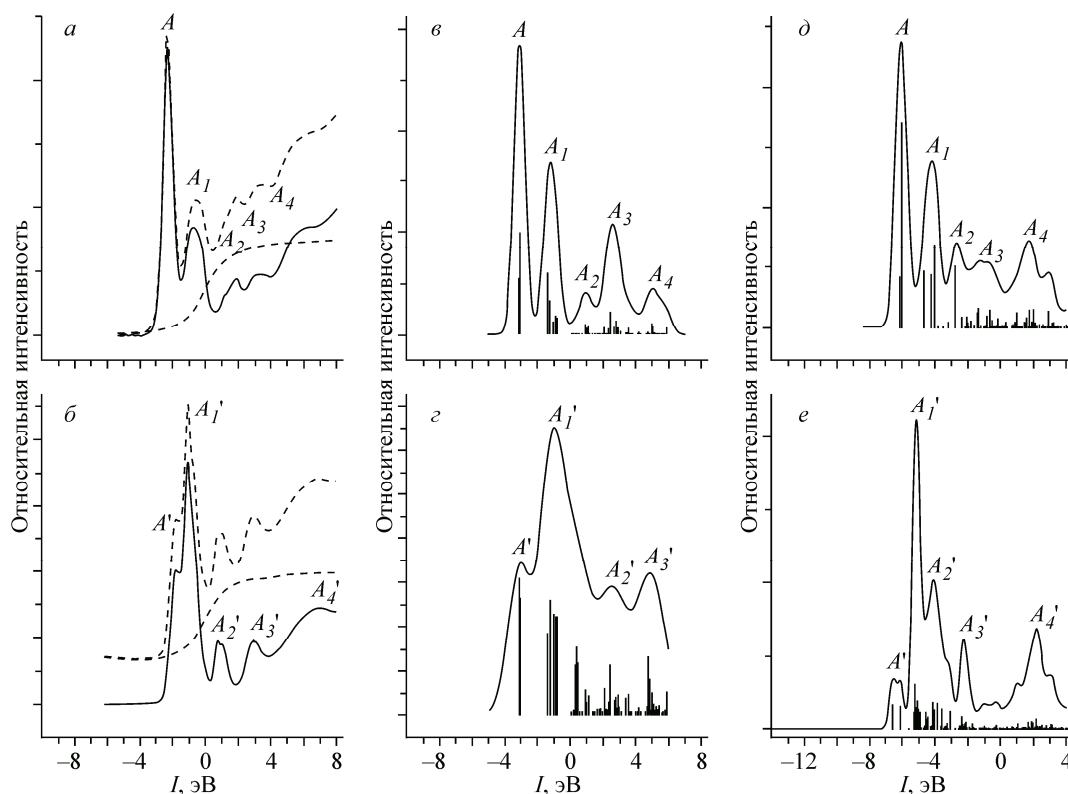 а
A
A1
A2
A3
A4
Относительная интенсивность
в
A
A1
A2
A3
A4
Относительная интенсивность
д
A
A1
A2
A3
A4
Относительная интенсивность
б
A'
A1'
A2'
A3'
A4'
–8 –4 0 4 8
I, эВ
г
A'
A1'
A2'
A3'
–8 –4 0 4 8
I, эВ
е
A'
A1'
A2'
A3'
A4'
–12 –8 –4 0 4
I, эВ